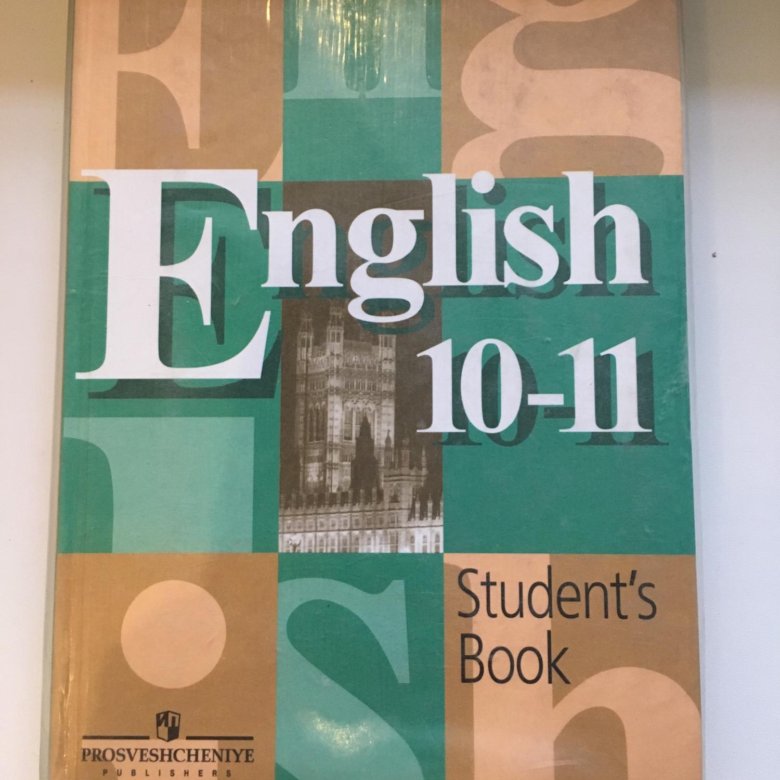 English
10-11
Student's
Book
PROSVESHCHENIYE
PUBLISHERS